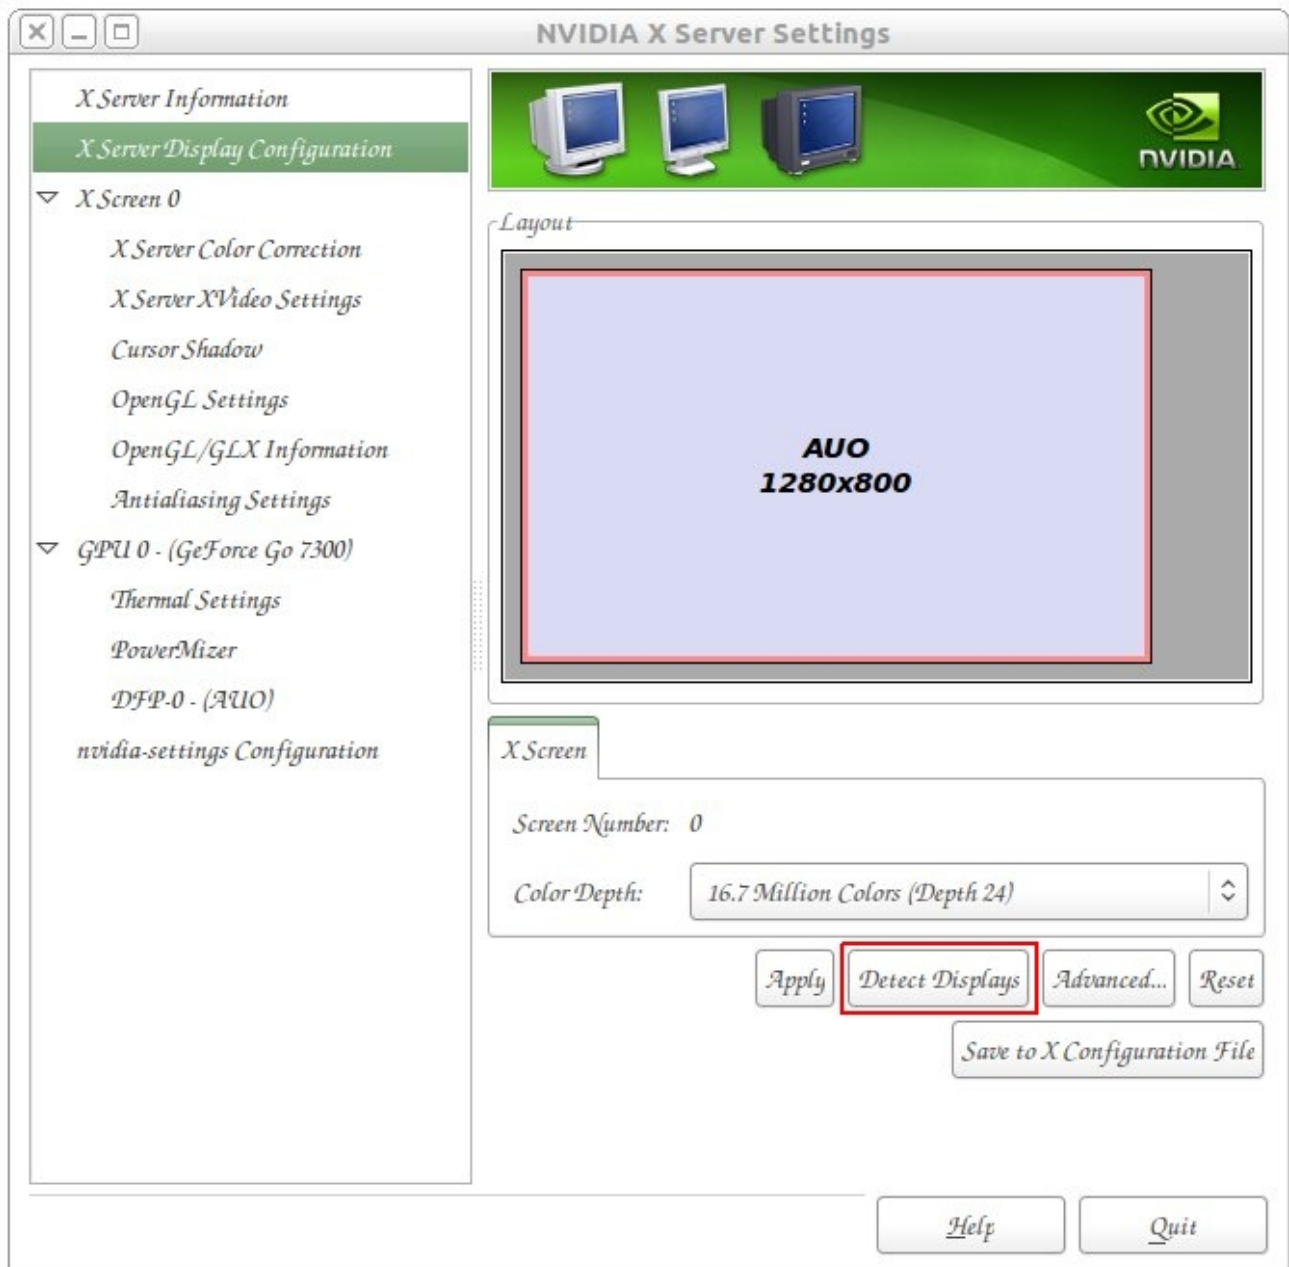 NVIDIA X Server Settings
X Server Information
X Server Display Configuration
X Screen 0
X Server Color Correction
X Server XVideo Settings
Cursor Shadow
OpenGL Settings
OpenGL/GLX Information
Antialiasing Settings
GPU 0 - (GeForce Go 7300)
Thermal Settings
PowerMizer
DFP-0 - (AUO)
nvidia-settings Configuration
NVIDIA
Layout
AUO
1280x800
X Screen
Screen Number: 0
Color Depth: 16.7 Million Colors (Depth 24)
Apply Detect Displays Advanced... Reset
Save to X Configuration File
Help Quit